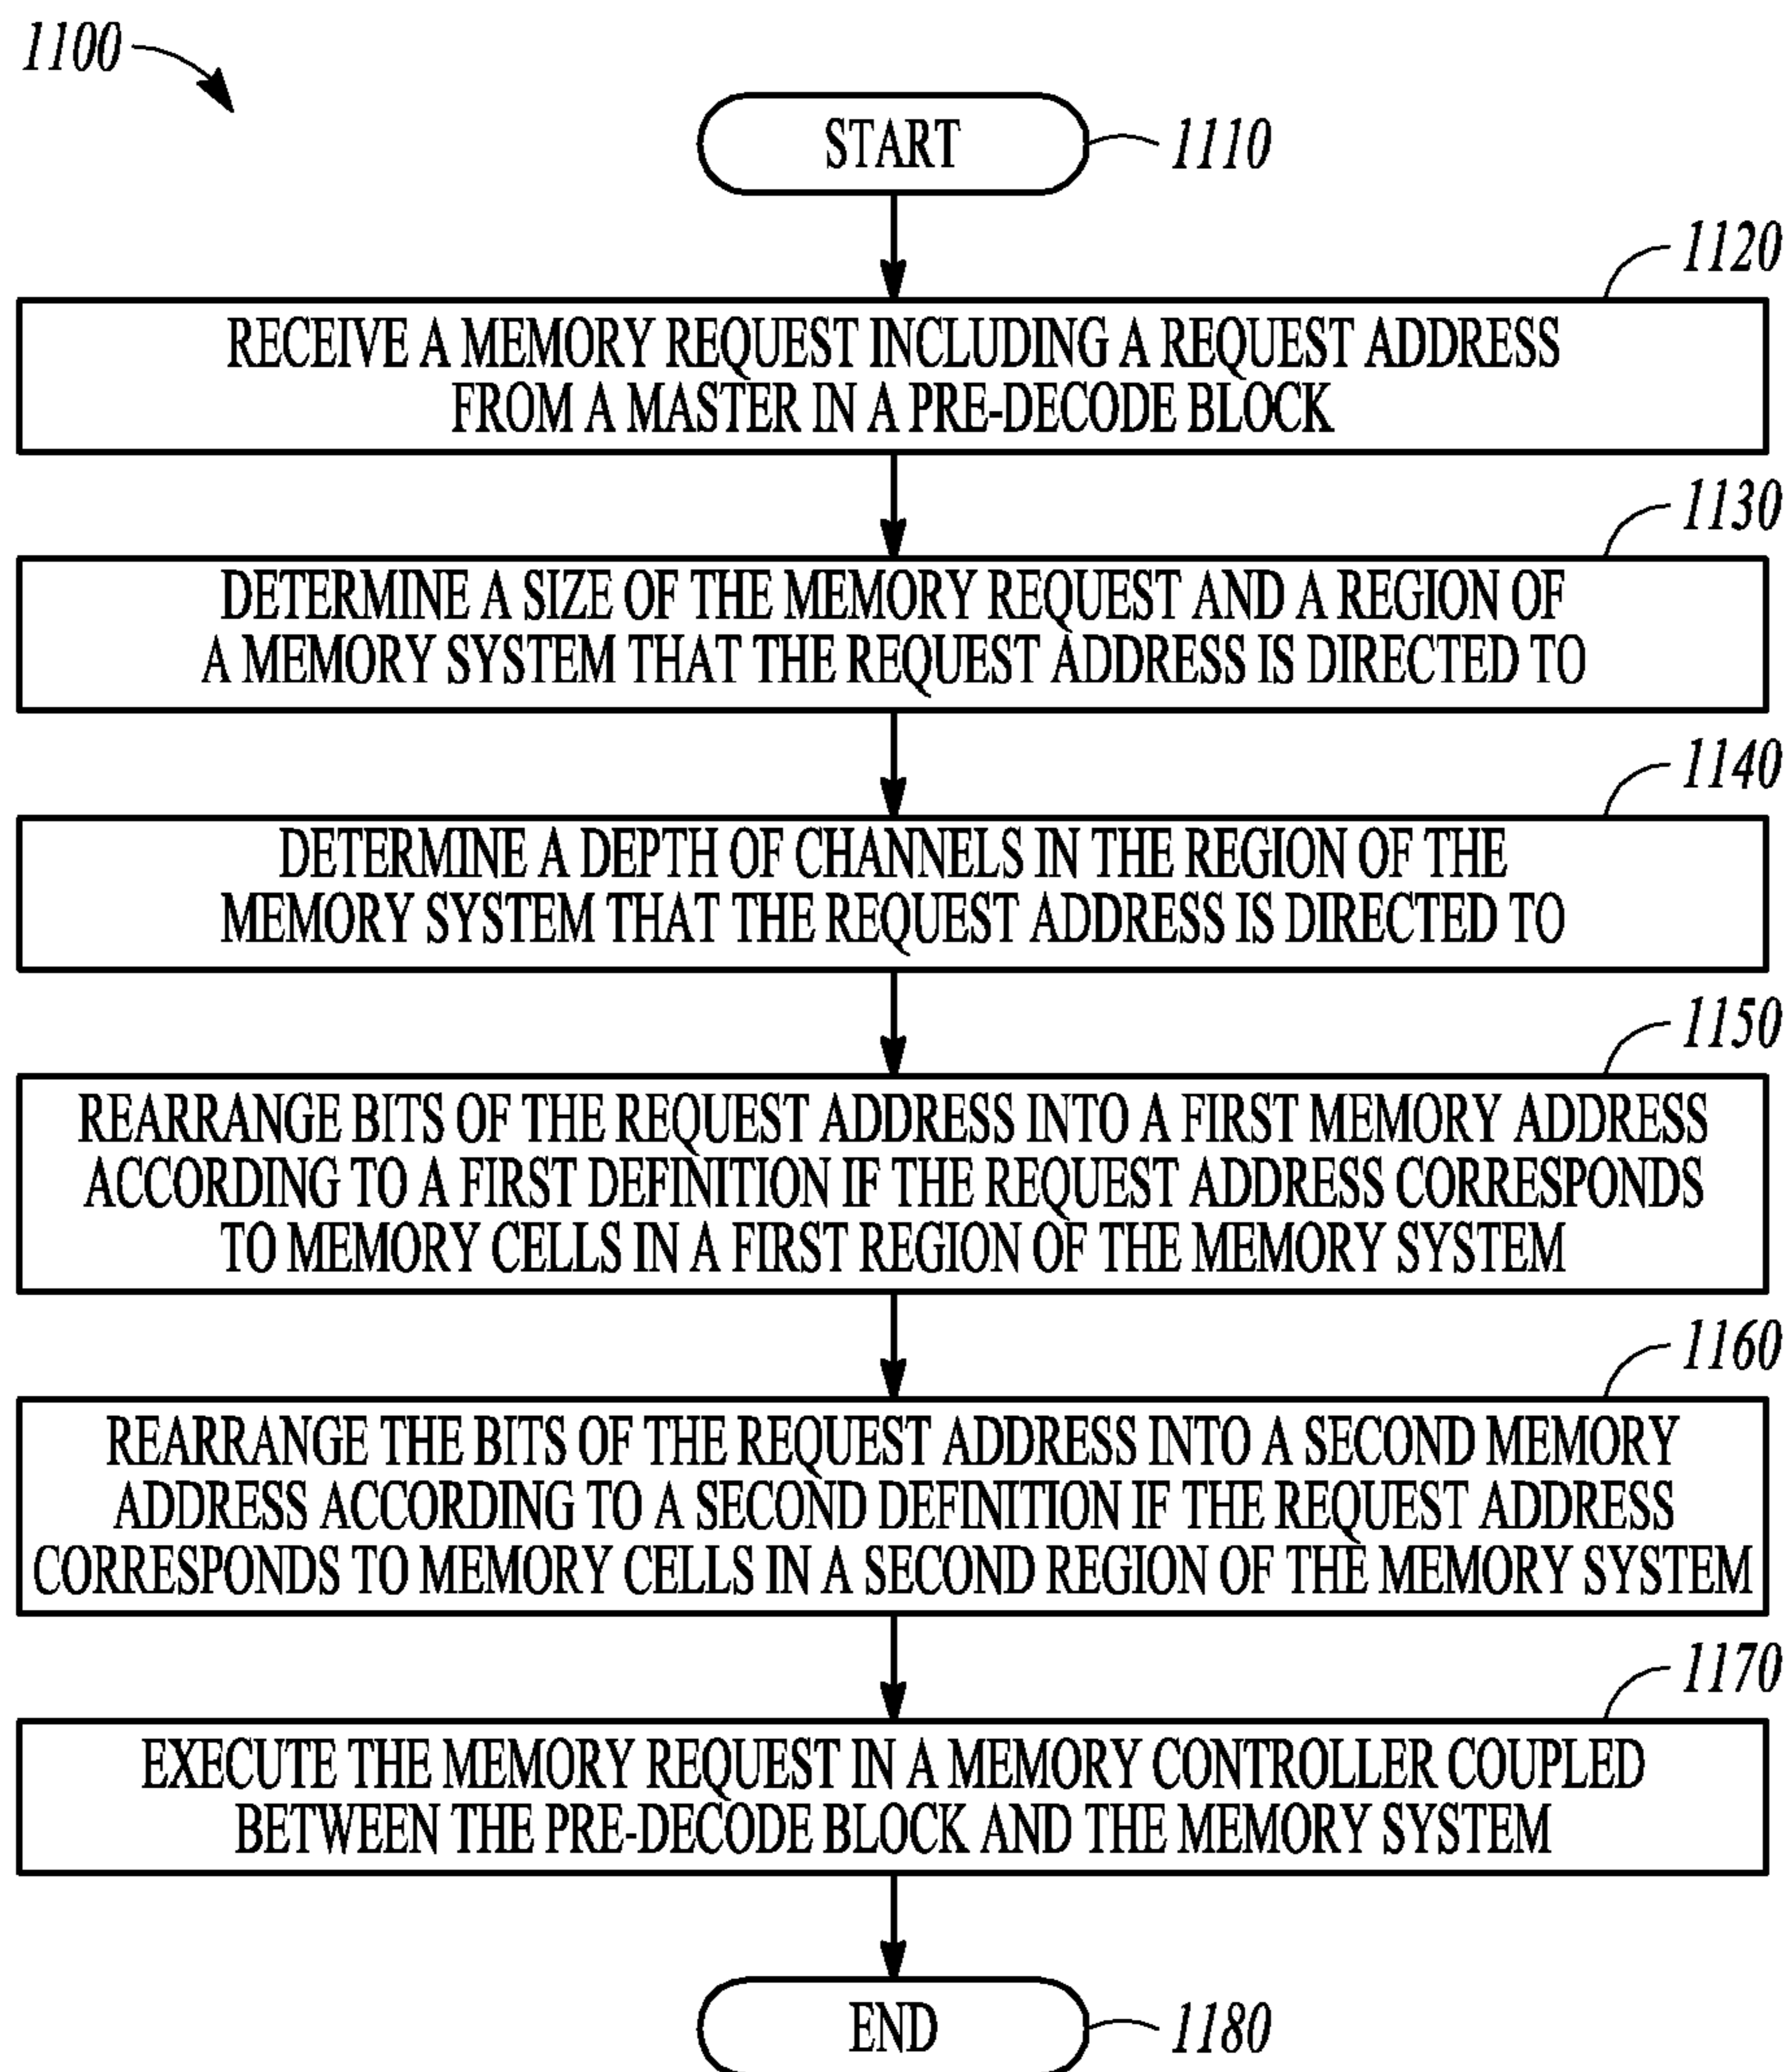 1100
START
1110
1120
RECEIVE A MEMORY REQUEST INCLUDING A REQUEST ADDRESS
FROM A MASTER IN A PRE-DECODE BLOCK
1130
DETERMINE A SIZE OF THE MEMORY REQUEST AND A REGION OF
A MEMORY SYSTEM THAT THE REQUEST ADDRESS IS DIRECTED TO
1140
DETERMINE A DEPTH OF CHANNELS IN THE REGION OF THE
MEMORY SYSTEM THAT THE REQUEST ADDRESS IS DIRECTED TO
1150
REARRANGE BITS OF THE REQUEST ADDRESS INTO A FIRST MEMORY ADDRESS
ACCORDING TO A FIRST DEFINITION IF THE REQUEST ADDRESS CORRESPONDS
TO MEMORY CELLS IN A FIRST REGION OF THE MEMORY SYSTEM
1160
REARRANGE THE BITS OF THE REQUEST ADDRESS INTO A SECOND MEMORY
ADDRESS ACCORDING TO A SECOND DEFINITION IF THE REQUEST ADDRESS
CORRESPONDS TO MEMORY CELLS IN A SECOND REGION OF THE MEMORY SYSTEM
1170
EXECUTE THE MEMORY REQUEST IN A MEMORY CONTROLLER COUPLED
BETWEEN THE PRE-DECODE BLOCK AND THE MEMORY SYSTEM
END
1180